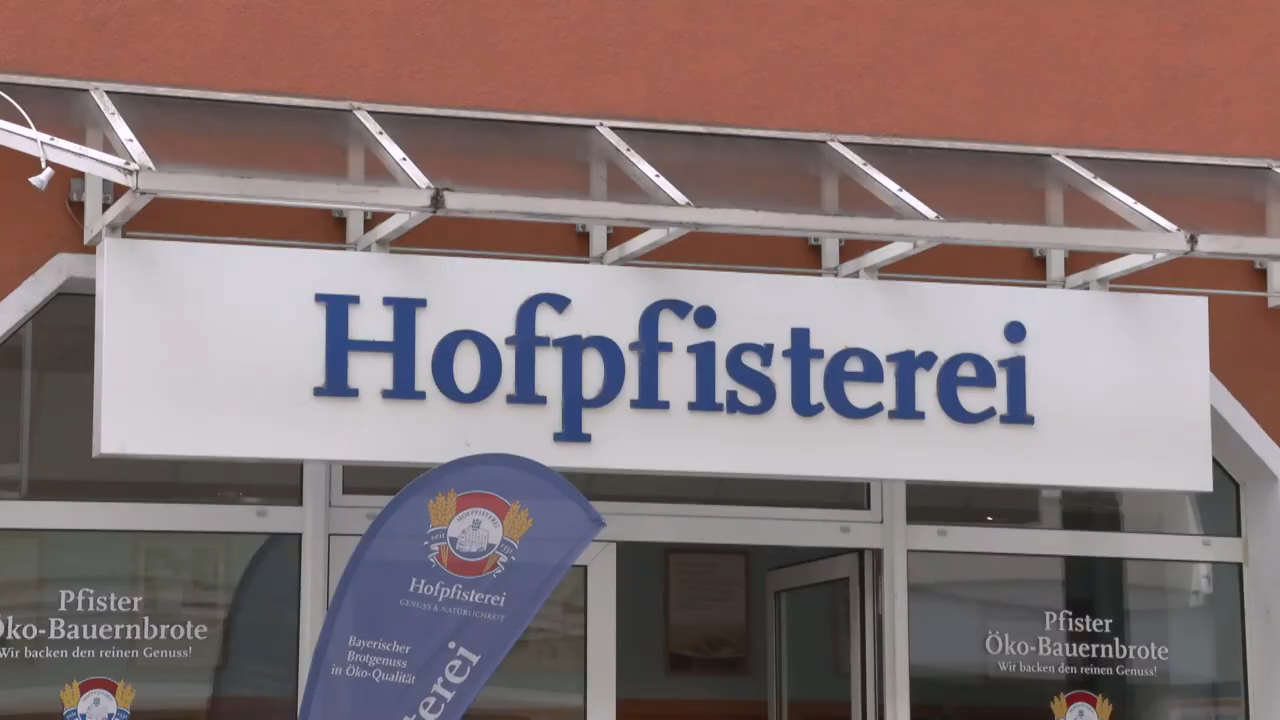 Hofpfisterei
HOFPFISTEREI
Hofpfisterei
GENUSS & NATÜRLICHKEIT
Bayerischer
Brotgenuss
in Öko-Qualität
Pfister
Öko-Bauernbrote
Wir backen den reinen Genuss!
Pfister
Öko-Bauernbrote
Wir backen den reinen Genuss!